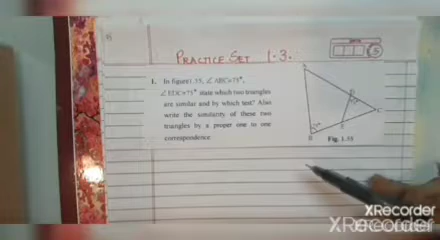 PRACTICE SET 1.3.
1. In figure 1.55, ∠ABC=75°,
∠EDC=75° state which two triangles
are similar and by which test? Also
write the similarity of these two
triangles by a proper one to one
correspondence
A
D
C
E
B
75°
Fig. 1.55
XRecorder